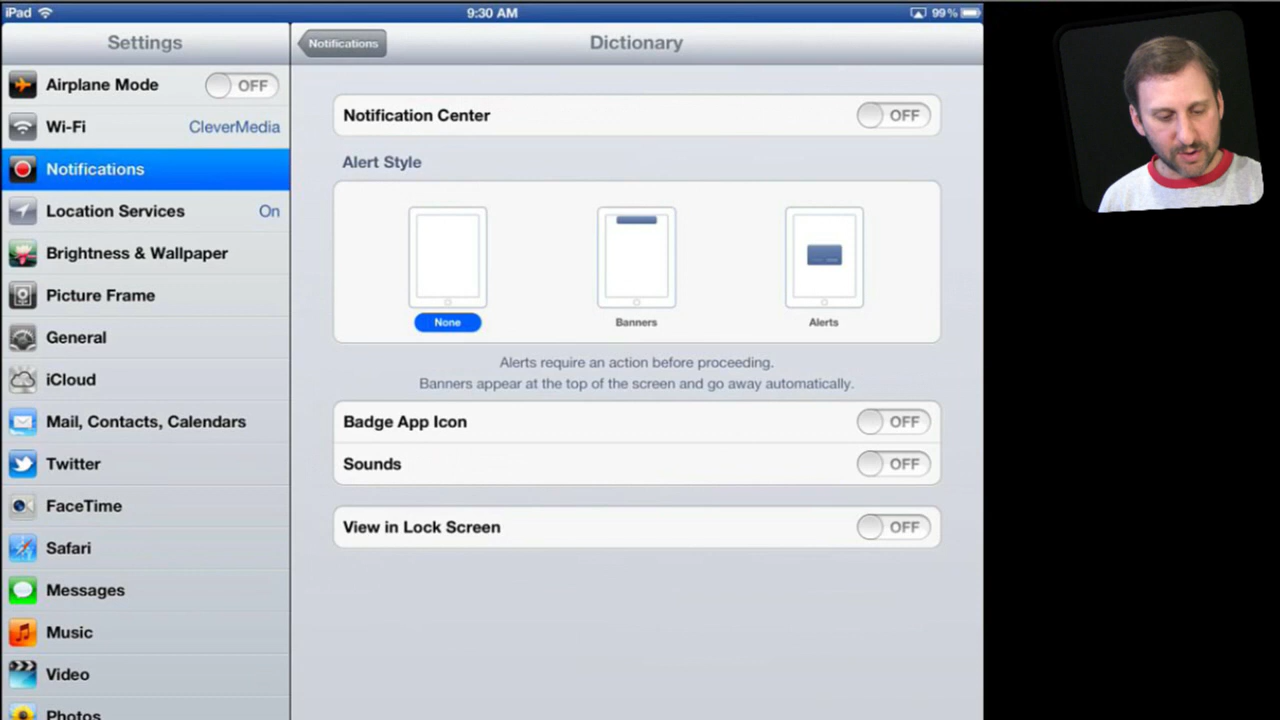 iPad
9:30 AM
99%
Settings
Notifications
Dictionary
Airplane Mode
OFF
Wi-Fi
CleverMedia
Notifications
Location Services
On
Brightness & Wallpaper
Picture Frame
General
iCloud
Mail, Contacts, Calendars
Twitter
FaceTime
Safari
Messages
Music
Video
Photos
Notification Center
OFF
Alert Style
None
Banners
Alerts
Alerts require an action before proceeding.
Banners appear at the top of the screen and go away automatically.
Badge App Icon
OFF
Sounds
OFF
View in Lock Screen
OFF